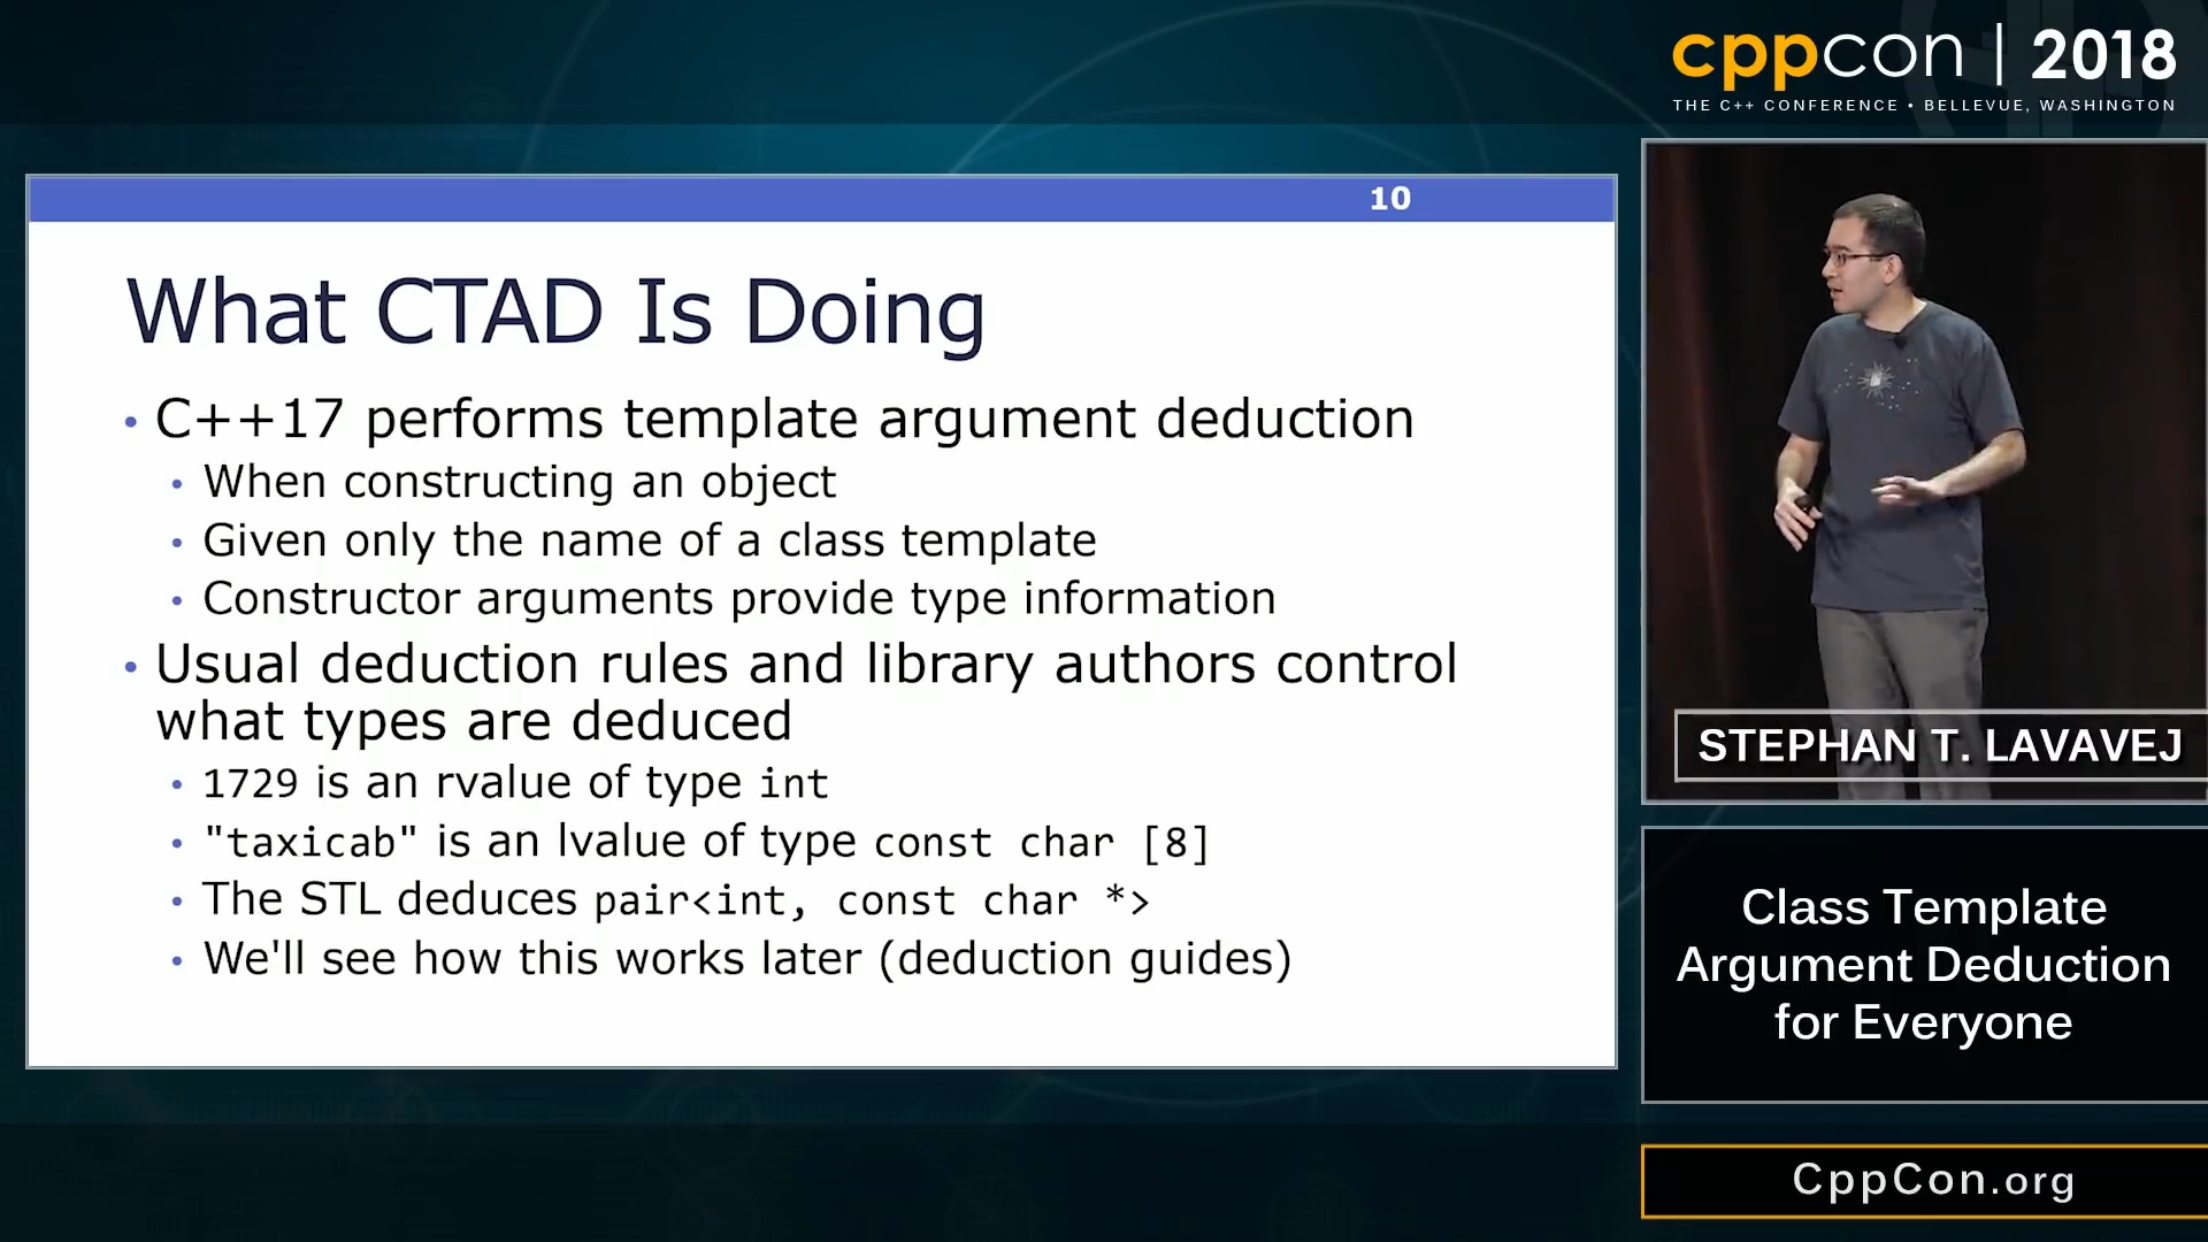 cppcon | 2018
THE C++ CONFERENCE • BELLEVUE, WASHINGTON
10
What CTAD Is Doing
• C++17 performs template argument deduction
• When constructing an object
• Given only the name of a class template
• Constructor arguments provide type information
• Usual deduction rules and library authors control
what types are deduced
• 1729 is an rvalue of type int
• "taxicab" is an lvalue of type const char [8]
• The STL deduces pair<int, const char *>
• We'll see how this works later (deduction guides)
STEPHAN T. LAVAVEJ
Class Template
Argument Deduction
for Everyone
CppCon.org